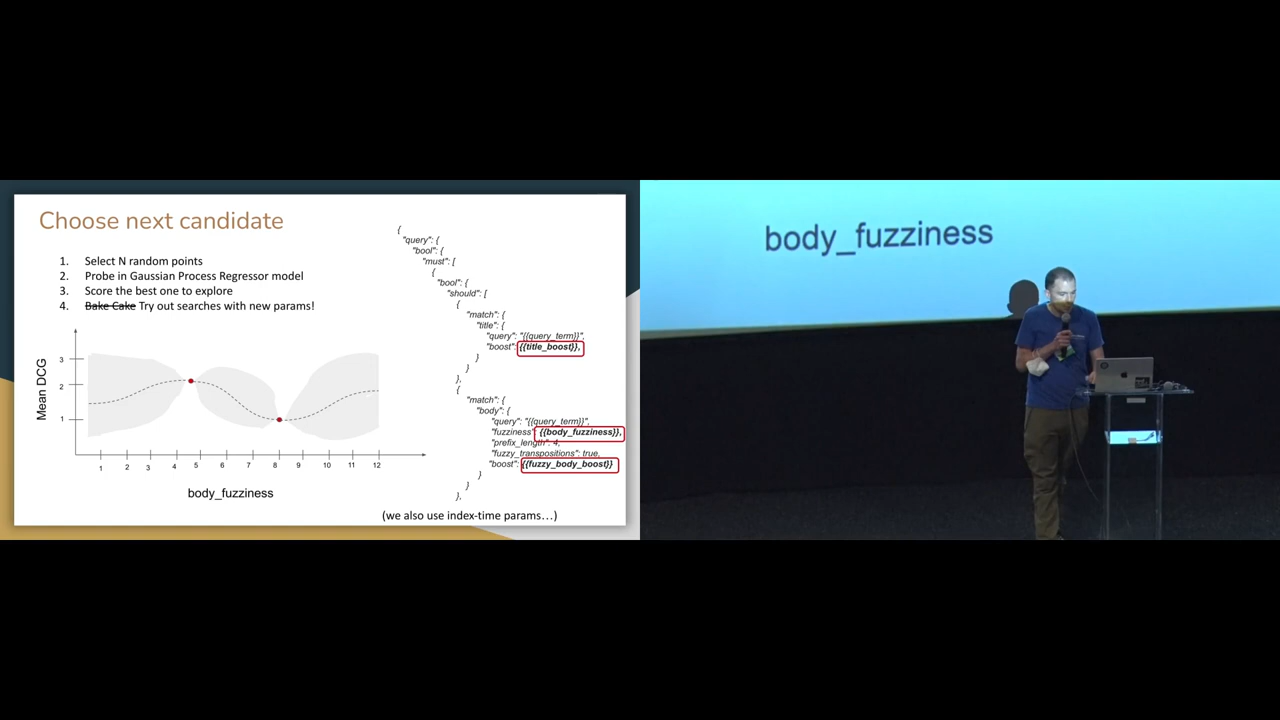 Choose next candidate
1. Select N random points
2. Probe in Gaussian Process Regressor model
3. Score the best one to explore
4. Bake Cake Try out searches with new params!
Mean DCG
3
2
1
1 2 3 4 5 6 7 8 9 10 11 12
body_fuzziness
{
"query": {
"bool": {
"must": [
{
"bool": {
"should": [
{
"match": {
"title": {
"query": "{{query_term}}",
"boost": {{title_boost}},
}
}
},
{
"match": {
"body": {
"query": "{{query_term}}",
"fuzziness": {{body_fuzziness}},
"prefix_length": 4,
"fuzzy_transpositions": true,
"boost": {{fuzzy_body_boost}}
}
}
},
(we also use index-time params…)
body_fuzziness